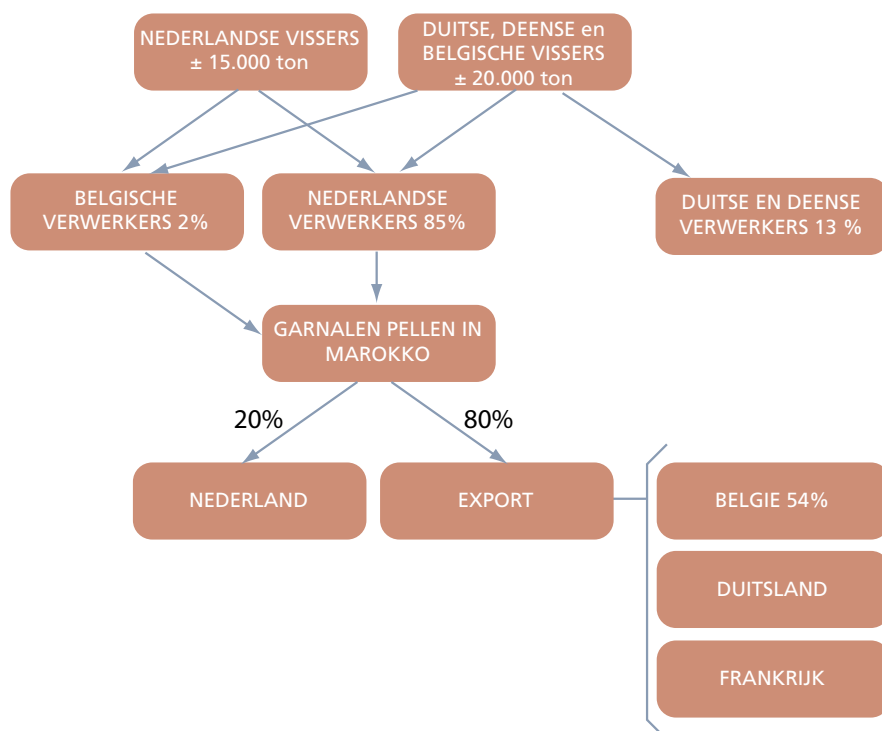 NEDERLANDSE VISSERS
± 15.000 ton
DUITSE, DEENSE en
BELGISCHE VISSERS
± 20.000 ton
BELGISCHE
VERWERKERS 2%
NEDERLANDSE
VERWERKERS 85%
DUITSE EN DEENSE
VERWERKERS 13 %
GARNALEN PELLEN IN
MAROKKO
20%
80%
NEDERLAND
EXPORT
BELGIE 54%
DUITSLAND
FRANKRIJK